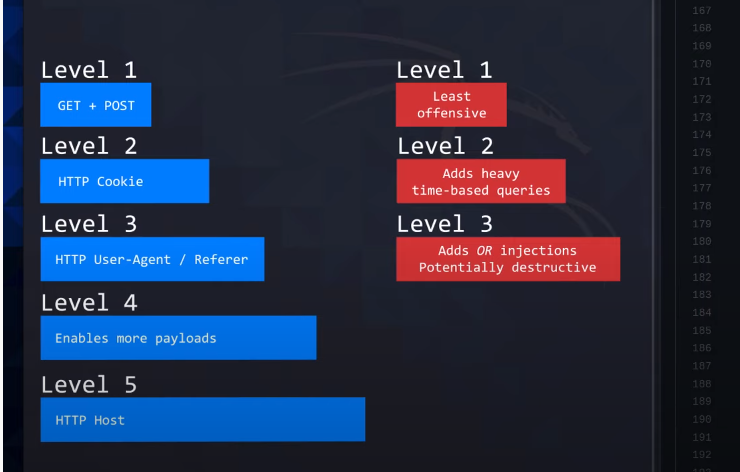 Level 1
GET + POST
Level 2
HTTP Cookie
Level 3
HTTP User-Agent / Referer
Level 4
Enables more payloads
Level 5
HTTP Host
Level 1
Least
offensive
Level 2
Adds heavy
time-based queries
Level 3
Adds OR injections
Potentially destructive
167
168
169
170
171
172
173
174
175
176
177
178
179
180
181
182
183
184
185
186
187
188
189
190
191
192